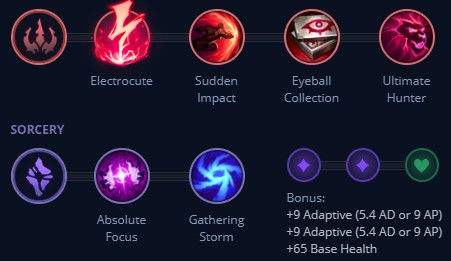 Electrocute
Sudden
Impact
Eyeball
Collection
Ultimate
Hunter
SORCERY
Absolute
Focus
Gathering
Storm
Bonus:
+9 Adaptive (5.4 AD or 9 AP)
+9 Adaptive (5.4 AD or 9 AP)
+65 Base Health